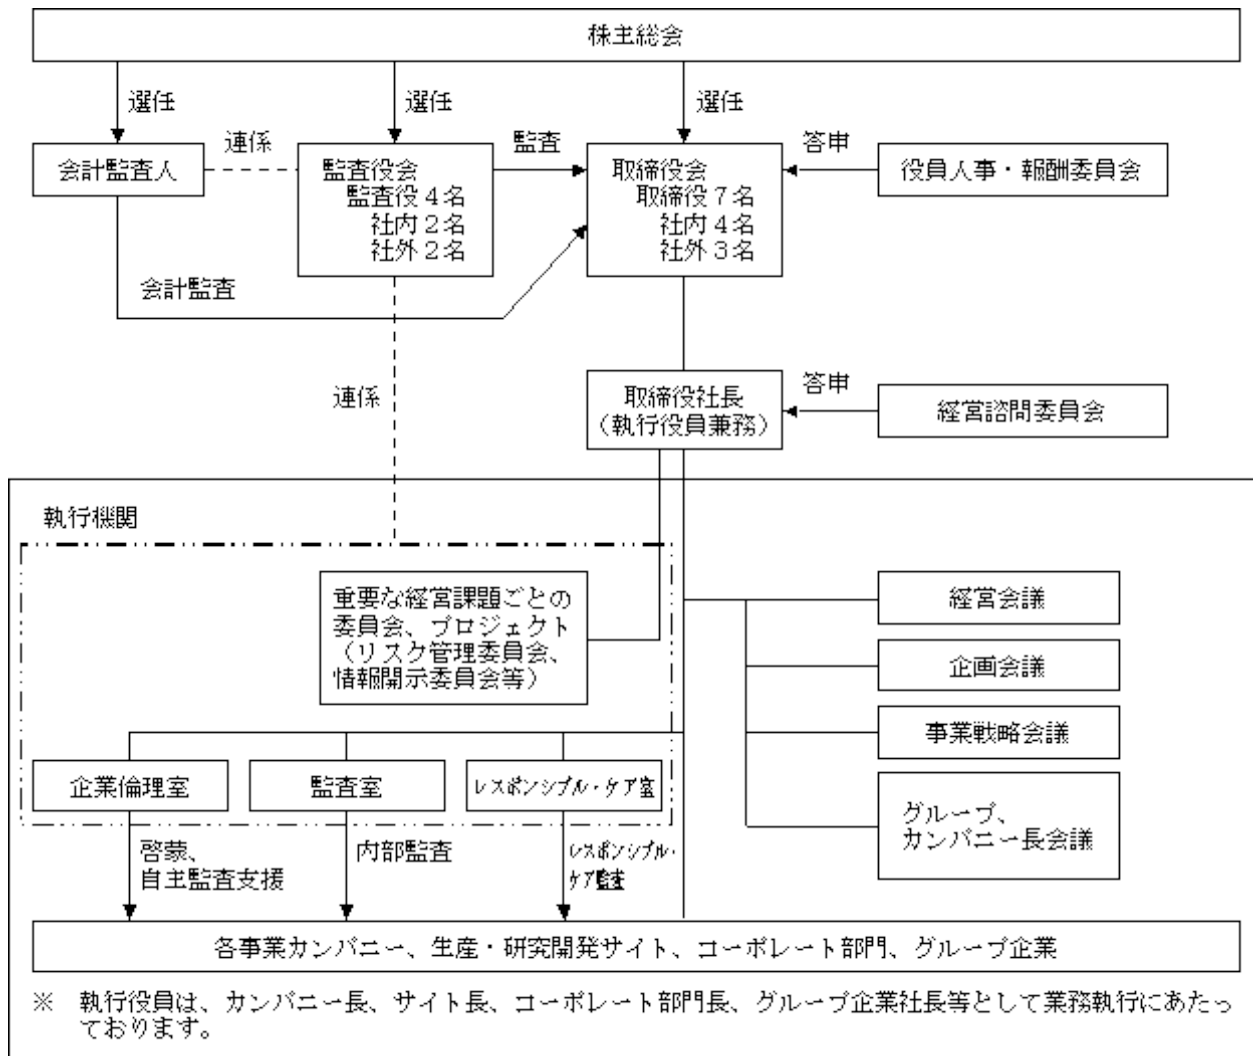 株主総会
選任
選任
選任
会計監査人
連係
監査役会
監査役4名
社内2名
社外2名
監査
取締役会
取締役7名
社内4名
社外3名
答申
役員人事・報酬委員会
会計監査
連係
取締役社長
(執行役員兼務)
答申
経営諮問委員会
執行機関
重要な経営課題ごとの
委員会、プロジェクト
(リスク管理委員会、
情報開示委員会等)
経営会議
企画会議
事業戦略会議
グループ、
カンパニー長会議
企業倫理室
監査室
レスポンシブル・ケア室
啓蒙、
自主監査支援
内部監査
レスポンシブル・
ケア監査
各事業カンパニー、生産・研究開発サイト、コーポレート部門、グループ企業
※ 執行役員は、カンパニー長、サイト長、コーポレート部門長、グループ企業社長等として業務執行にあたっ
ております。